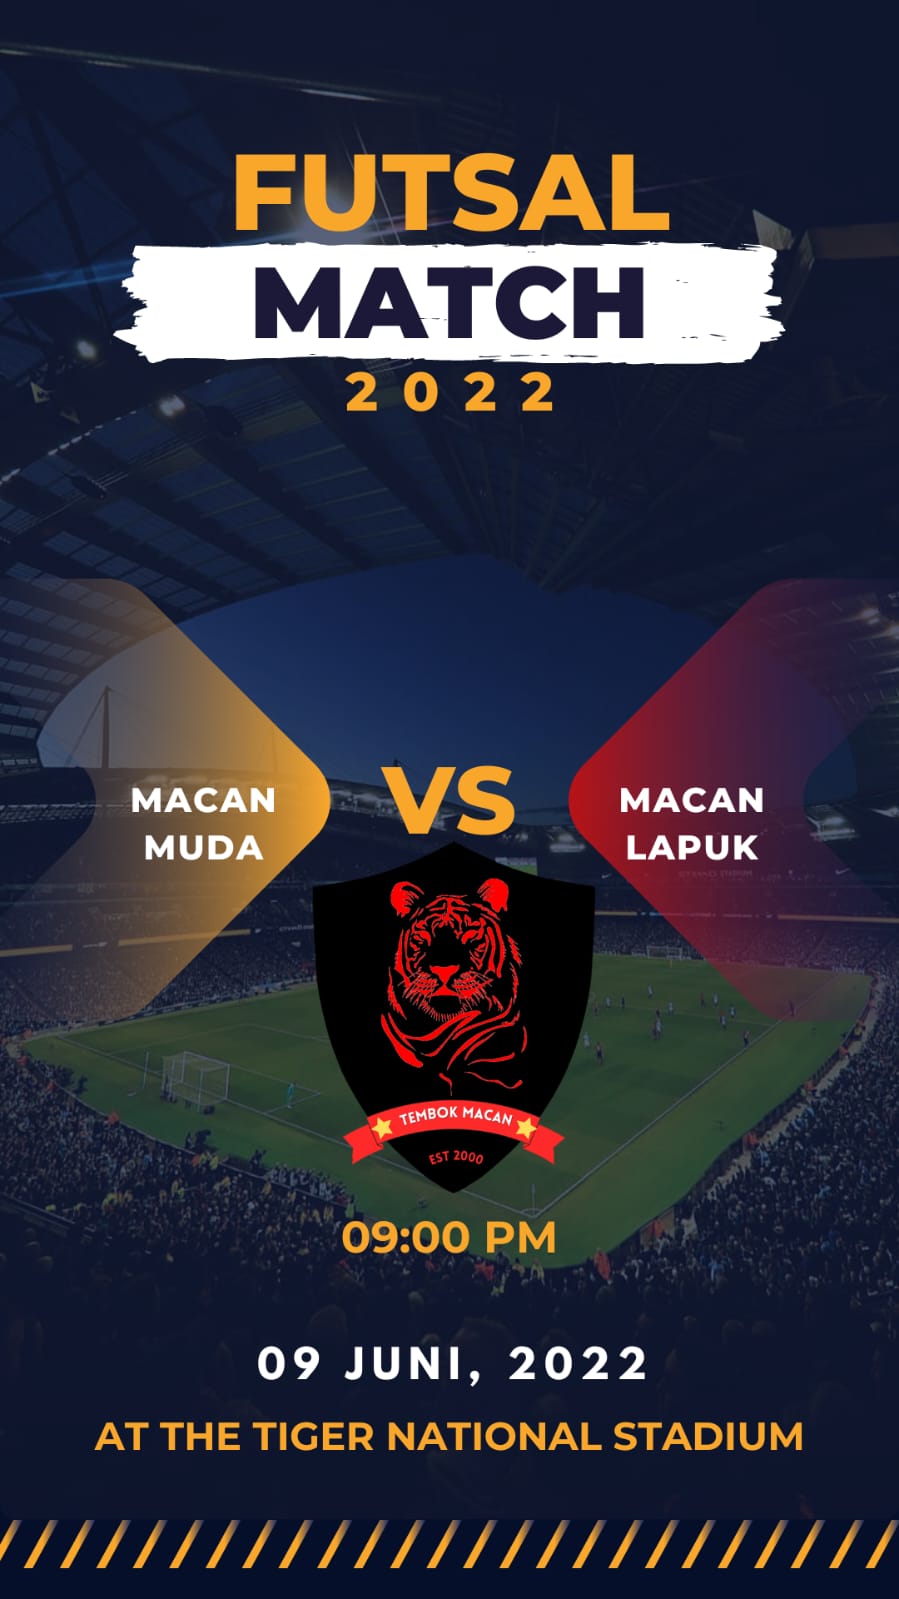 FUTSAL
MATCH
2022
MACAN
MUDA
VS
MACAN
LAPUK
TEMBOK MACAN
EST 2000
09:00 PM
09 JUNI, 2022
AT THE TIGER NATIONAL STADIUM